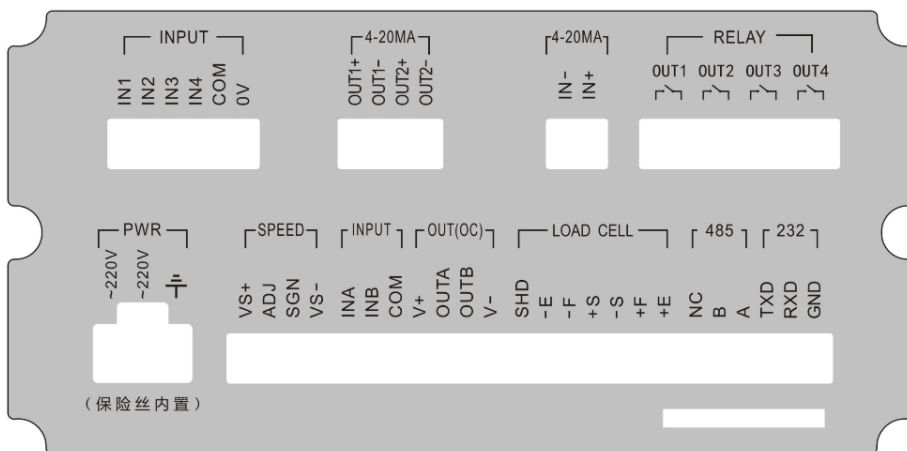 INPUT 4-20MA 4-20MA RELAY
IN1 IN2 IN3 IN4 COM 0V OUT1+ OUT1- OUT2+ OUT2- IN- IN+ OUT1 OUT2 OUT3 OUT4
PWR SPEED INPUT OUT(OC) LOAD CELL 485 232
~220V ~220V VS+ ADJ SGN VS- INA INB COM V+ OUTA OUTB V- SHD -E -F +S -S +F +E NC B A TXD RXD GND
(保险丝内置)